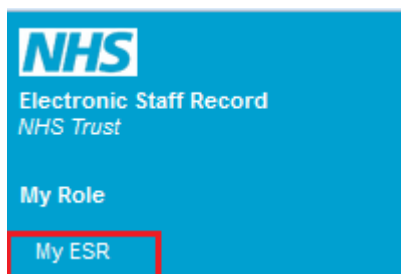 NHS
Electronic Staff Record
NHS Trust
My Role
My ESR